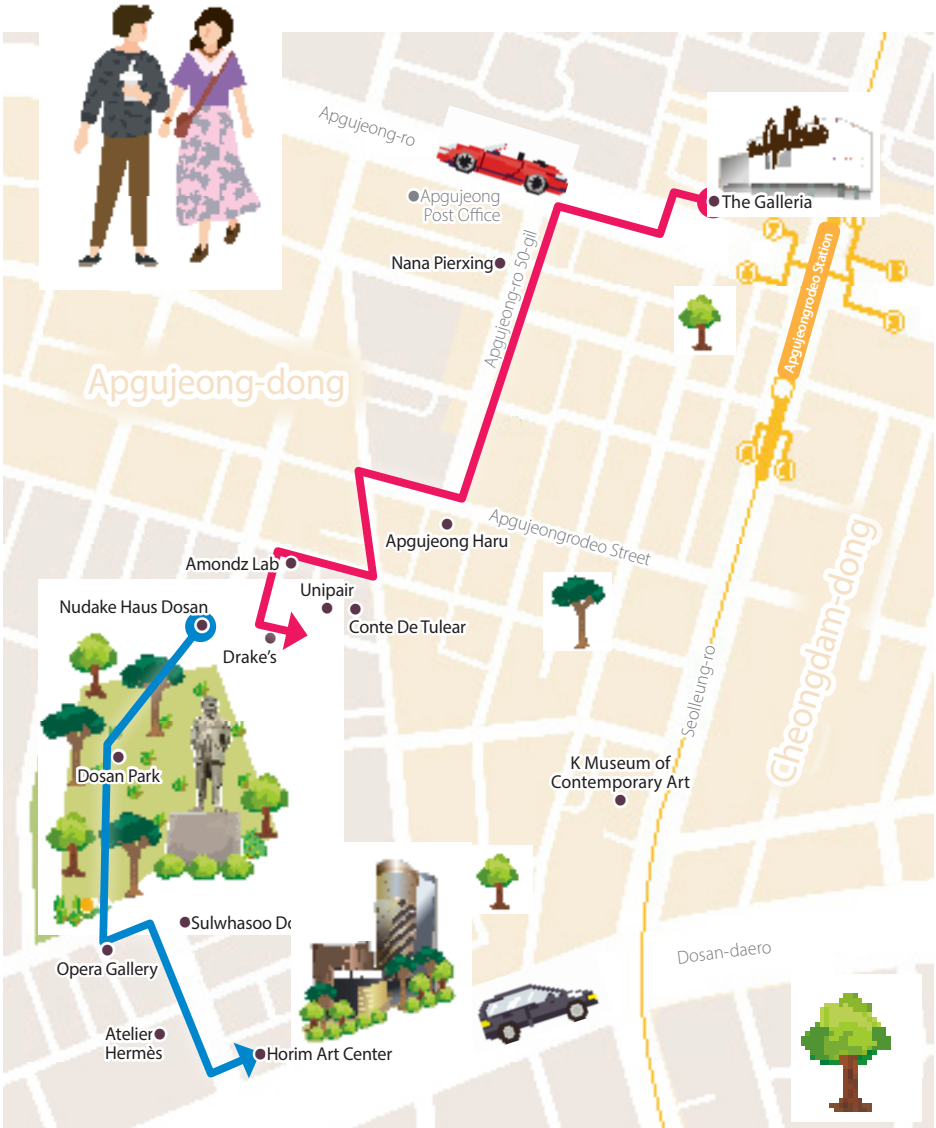 Apgujeong-ro
The Galleria
Apgujeong
Post Office
Nana Pierxing
Apgujeong-ro 50-gil
Apgujeongrodeo Station
Apgujeong-dong
Apgujeongrodeo Street
Apgujeong Haru
Amondz Lab
Unipair
Nudake Haus Dosan
Conte De Tulear
Drake's
Cheongdam-dong
Seolleung-ro
K Museum of
Contemporary Art
Dosan Park
Sulwhasoo Do
Dosan-daero
Opera Gallery
Atelier
Hermès
Horim Art Center